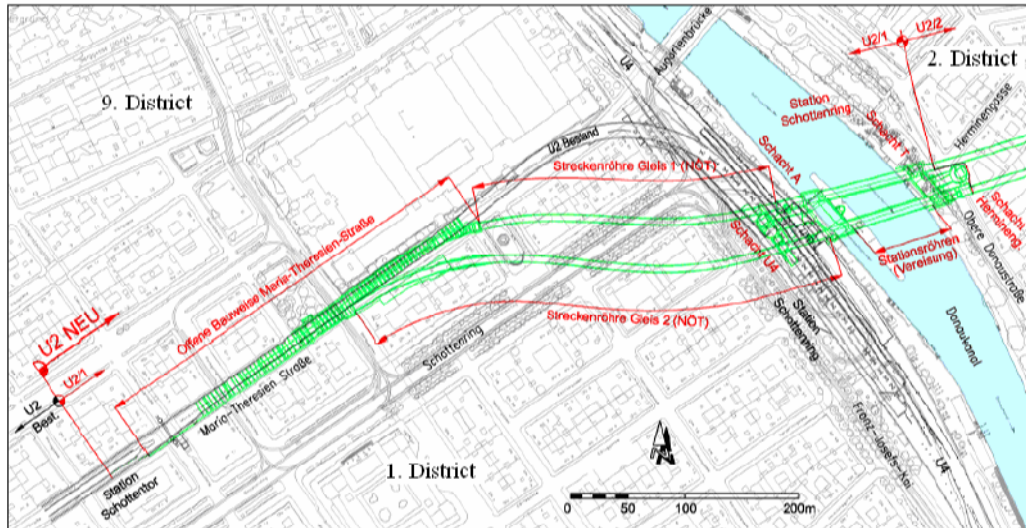 U4
Augartenbrücke
U2/1
U2/2
2. District
9. District
Station
Schottenring
Schacht T
Herminengasse
U2 Bestand
Streckenröhre Gleis 1 (NÖT)
Schacht A
Offene Bauweise Maria-Theresien-Straße
Schacht U4
Schacht
Hermineng.
Obere Donaustraße
Stationsröhren
(Vereisung)
Donaukanal
Station
Schottenring
Streckenröhre Gleis 2 (NÖT)
Schottenring
U2 NEU
U2/1
U2
Best.
Maria-Theresien Straße
Franz-Josefs-Kai
U4
1. District
Station
Schottentor
0 50 100 200m